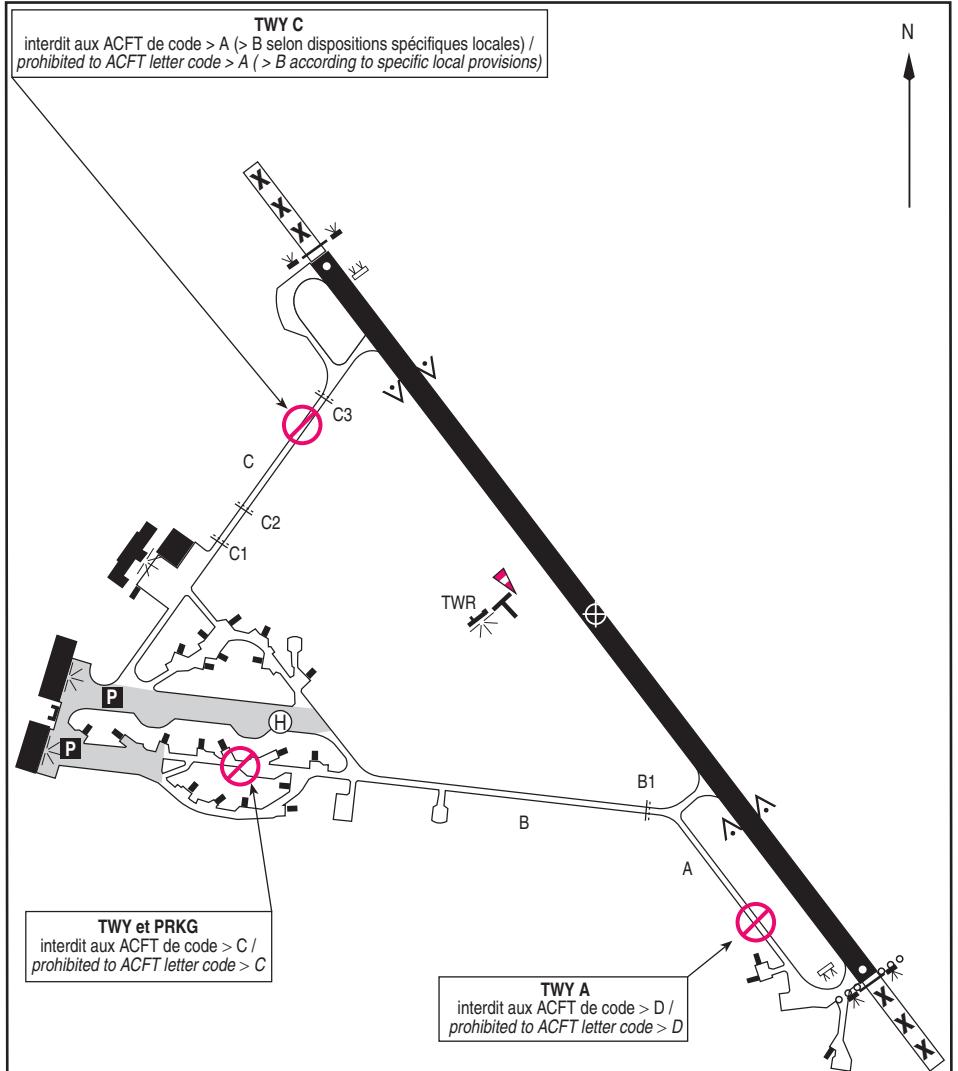 TWY C
interdit aux ACFT de code > A (> B selon dispositions spécifiques locales) /
prohibited to ACFT letter code > A ( > B according to specific local provisions)
N
X
X
X
C3
C
C2
C1
TWR
P
H
P
B1
B
A
TWY et PRKG
interdit aux ACFT de code > C /
prohibited to ACFT letter code > C
TWY A
interdit aux ACFT de code > D /
prohibited to ACFT letter code > D
X
X
X